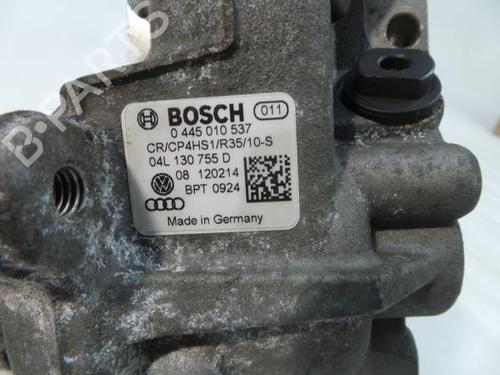 BOSCH 011
0 445 010 537
CR/CP4HS1/R35/10-S
04L 130 755 D
08 120214
BPT 0924
Made in Germany
B-PARTS